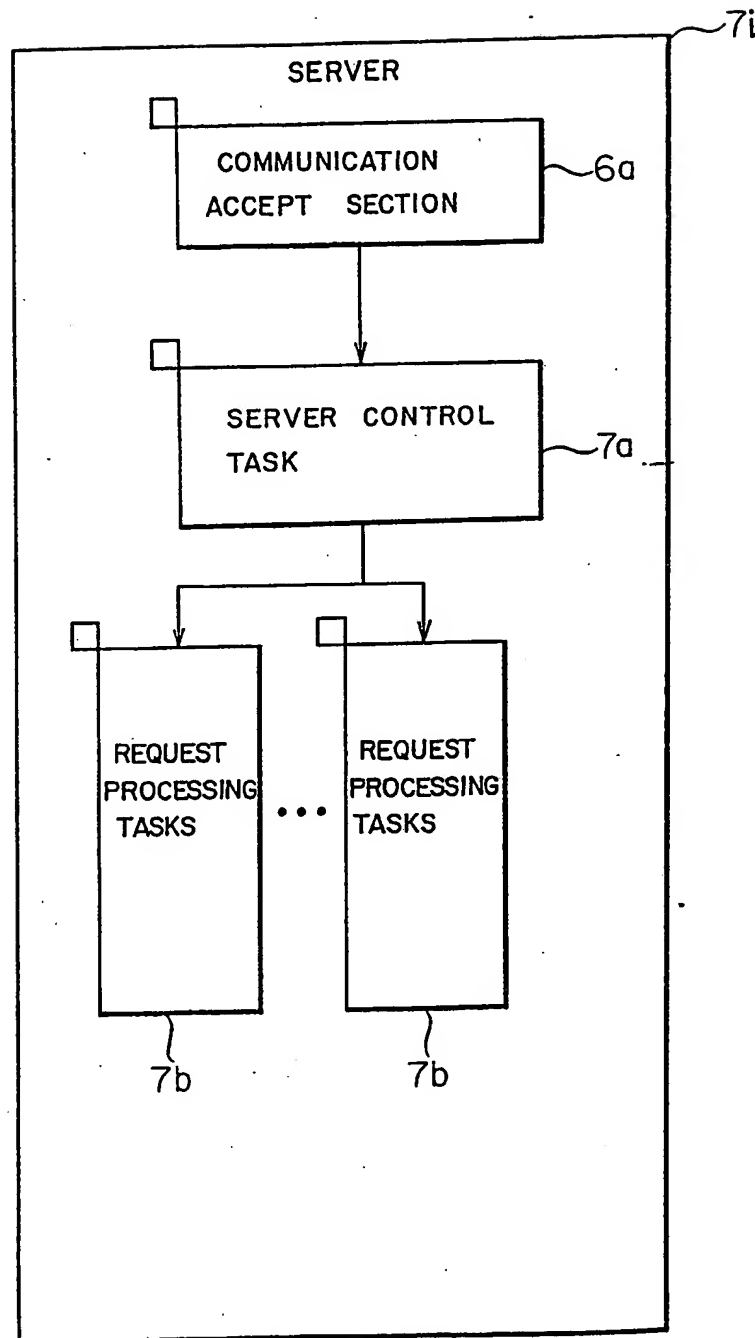 7i
SERVER
COMMUNICATION
ACCEPT SECTION
6a
SERVER CONTROL
TASK
7a
REQUEST
PROCESSING
TASKS
REQUEST
PROCESSING
TASKS
7b
7b